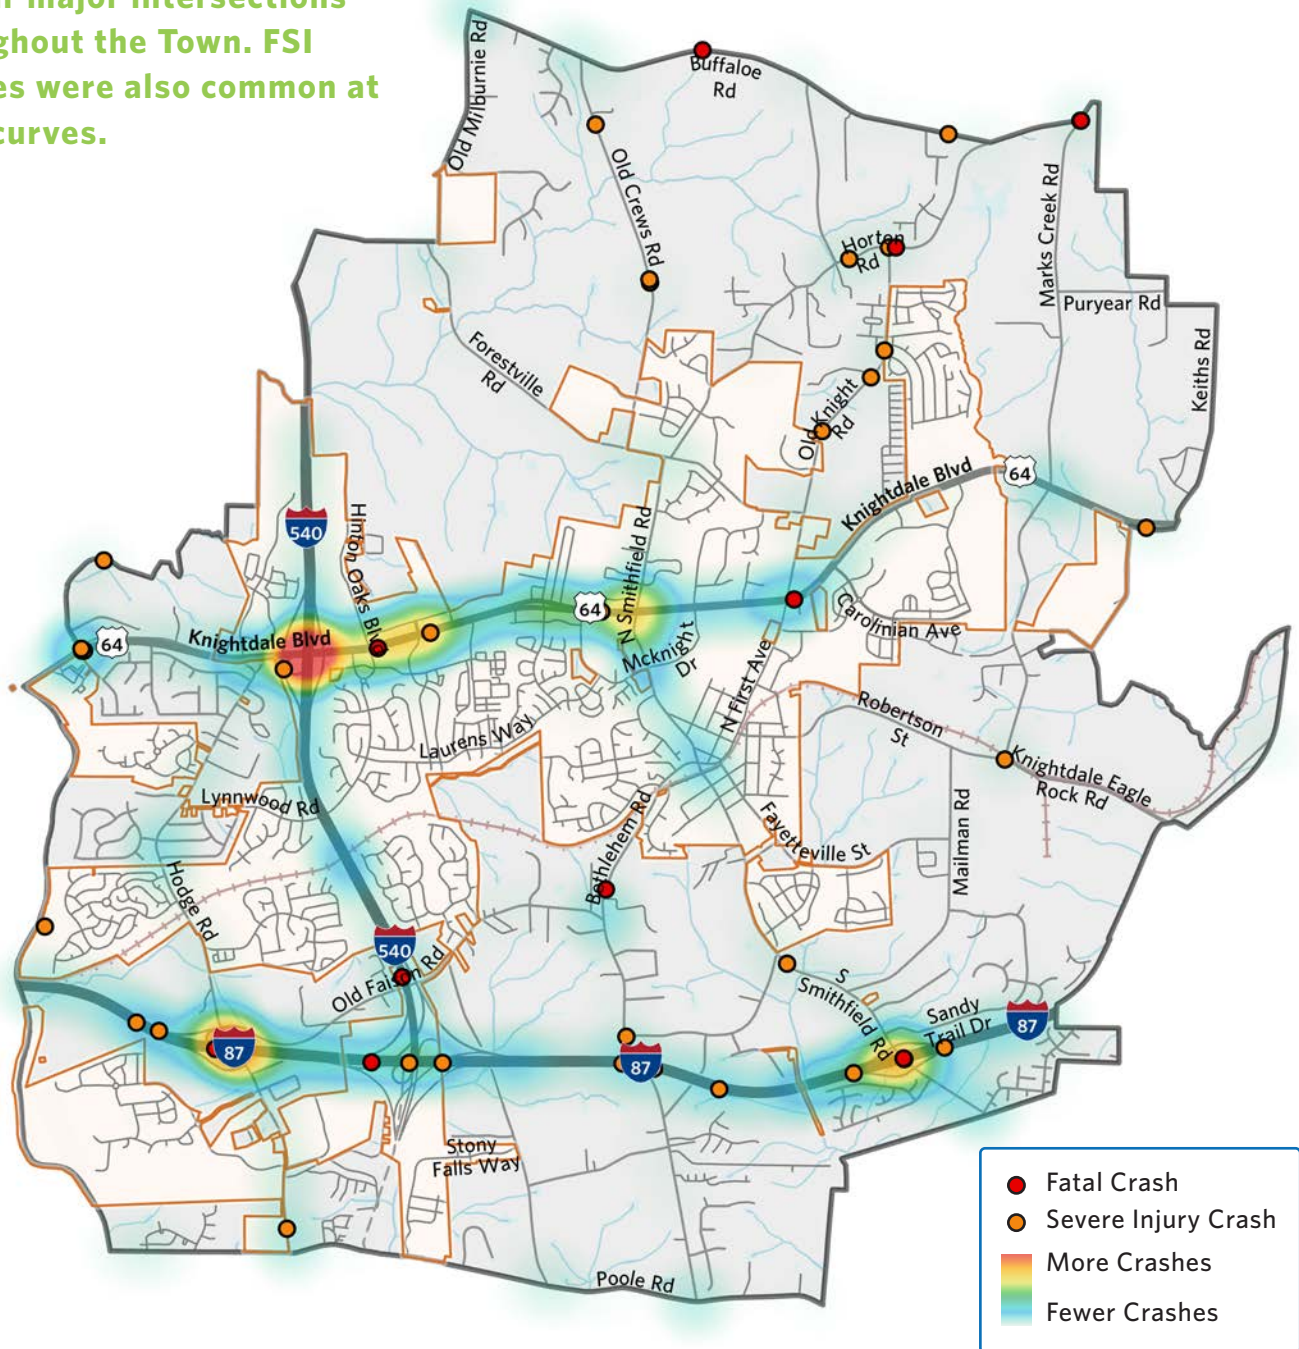 r major intersections
ghout the Town. FSI
es were also common at
curves.
Old Milburnie Rd
Buffaloe
Rd
Old Crews Rd
Horton
Rd
Marks Creek Rd
Puryear Rd
Keiths Rd
Forestville
Rd
Old Knight
Rd
Knightdale Blvd
64
540
Hinton Oaks Blv
N Smithfield Rd
64
64
Knightdale Blvd
Mcknight
Dr
Carolinian Ave
N First Ave
Laurens Way
Robertson
St
Knightdale Eagle
Rock Rd
Lynnwood Rd
Bethlehem Rd
Fayetteville St
Mailman Rd
Hodge Rd
540
Old Faison Rd
S
Smithfield Rd
Sandy
Trail Dr
87
87
87
Stony
Falls Way
Poole Rd
Fatal Crash
Severe Injury Crash
More Crashes
Fewer Crashes